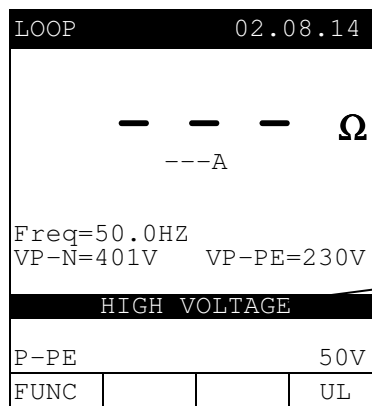 LOOP 02.08.14
- - - Ω
---A
Freq=50.0HZ
VP-N=401V VP-PE=230V
HIGH VOLTAGE
P-PE 50V
FUNC UL